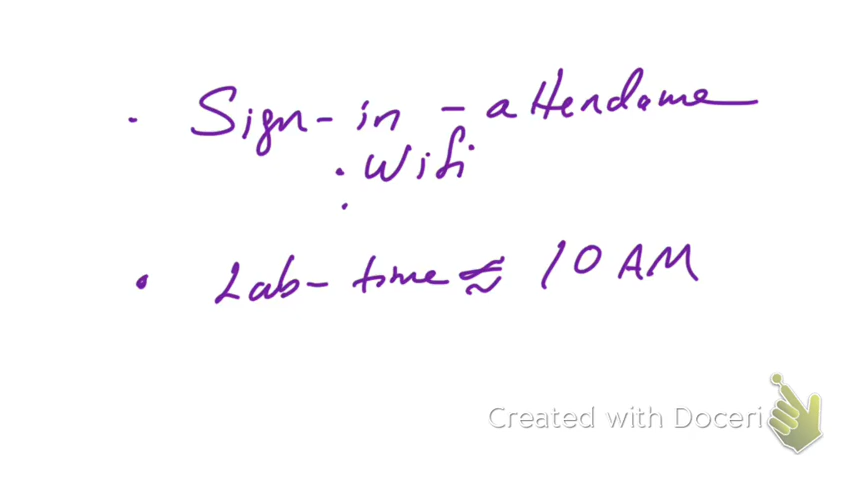 • Sign-in - attendance
• Wifi
•
• Lab-time ≈ 10 AM
Created with Doceri